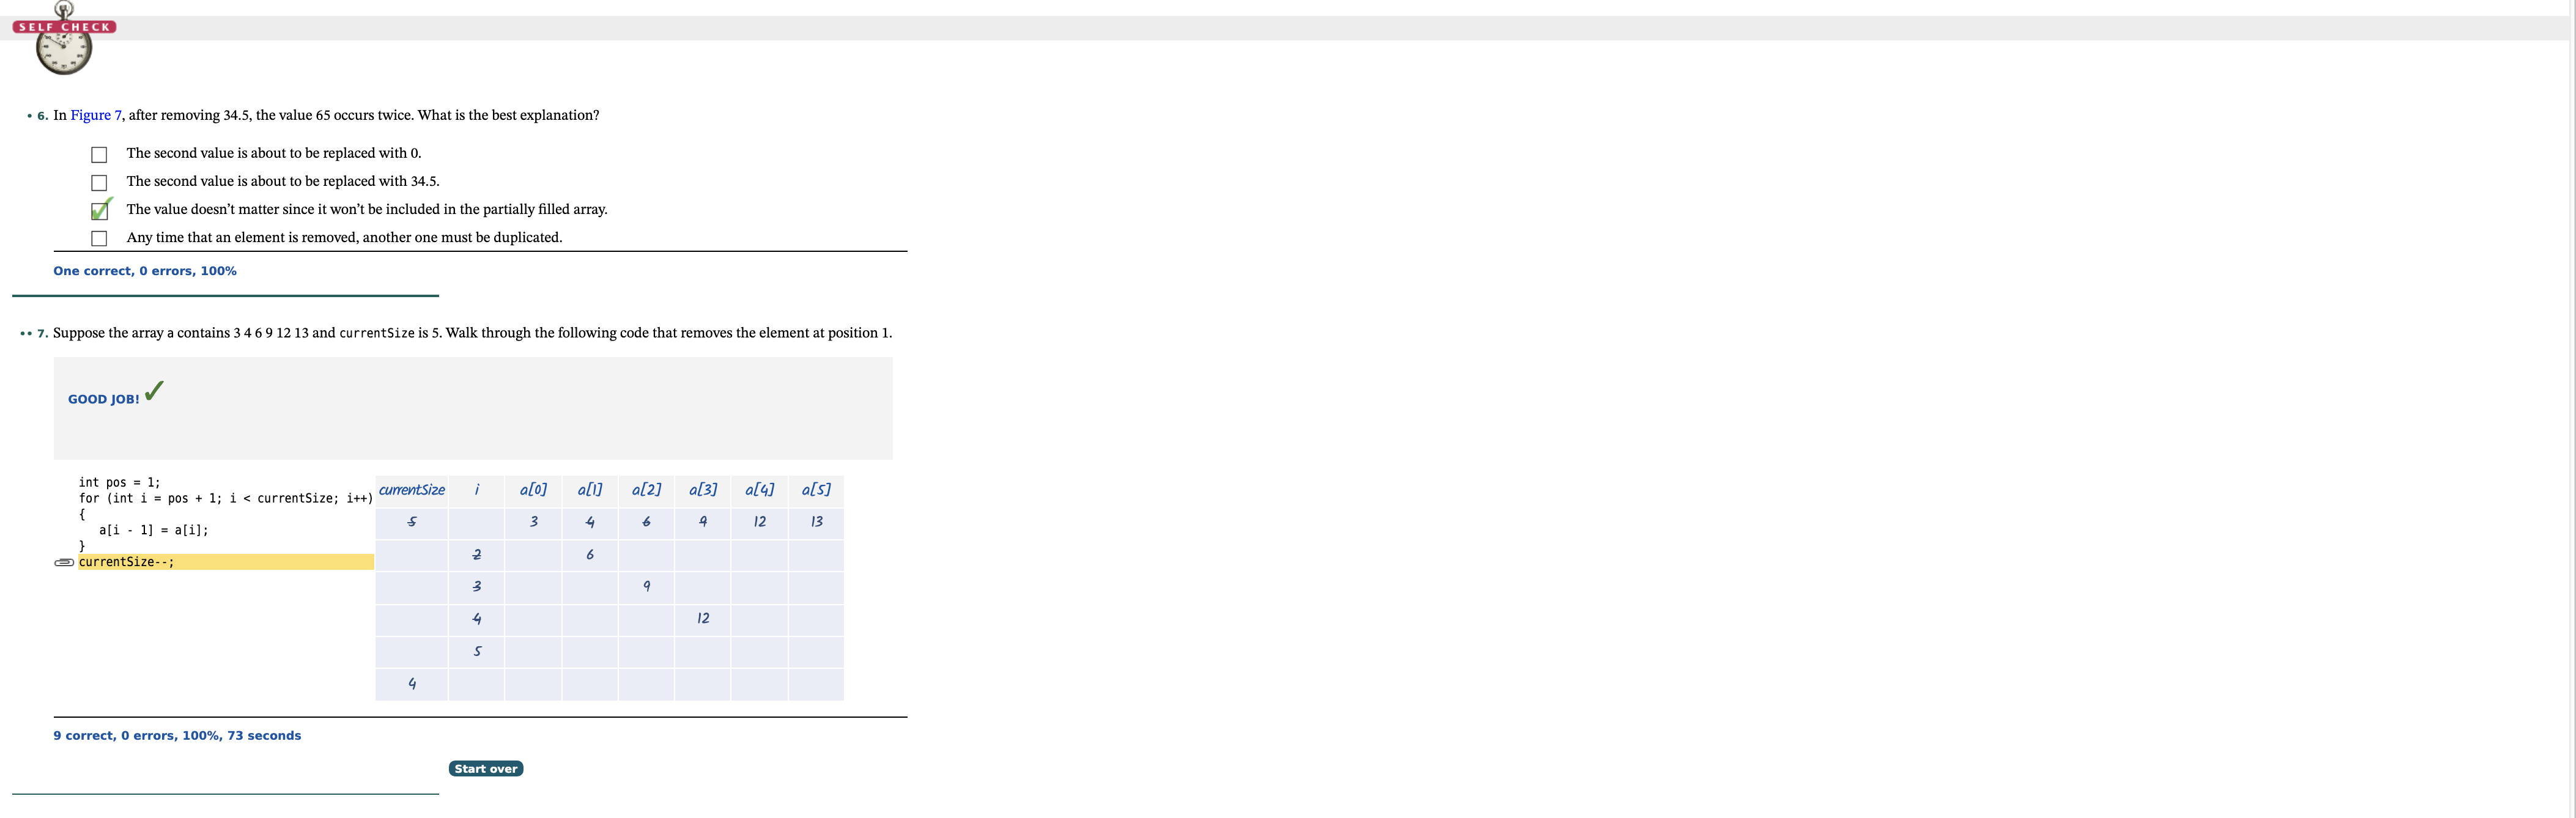 SELF CHECK
• 6. In Figure 7, after removing 34.5, the value 65 occurs twice. What is the best explanation?
The second value is about to be replaced with 0.
The second value is about to be replaced with 34.5.
The value doesn’t matter since it won’t be included in the partially filled array.
Any time that an element is removed, another one must be duplicated.
One correct, 0 errors, 100%
•• 7. Suppose the array a contains 3 4 6 9 12 13 and currentSize is 5. Walk through the following code that removes the element at position 1.
GOOD JOB!
int pos = 1;
for (int i = pos + 1; i < currentSize; i++)
{
a[i - 1] = a[i];
}
currentSize--;
currentSize i a[0] a[1] a[2] a[3] a[4] a[5]
5 3 4 6 9 12 13
2 6
3 9
4 12
5
4
9 correct, 0 errors, 100%, 73 seconds
Start over